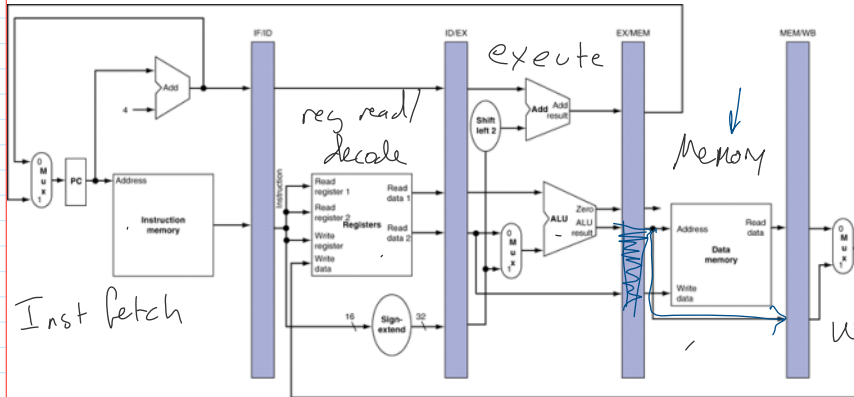 IF/ID
ID/EX
EX/MEM
MEM/WB
exeute
Add
4
reg read/
decode
Add
Add
result
Shift
left 2
Memory
0
M
u
x
1
PC
Address
Instruction
memory
Instruction
Read
register 1
Read
register 2
Registers
Write
register
Write
data
Read
data 1
Read
data 2
0
M
u
x
1
Zero
ALU
ALU
result
Address
Read
data
Data
memory
Write
data
0
M
u
x
1
Inst fetch
16
Sign-
extend
32